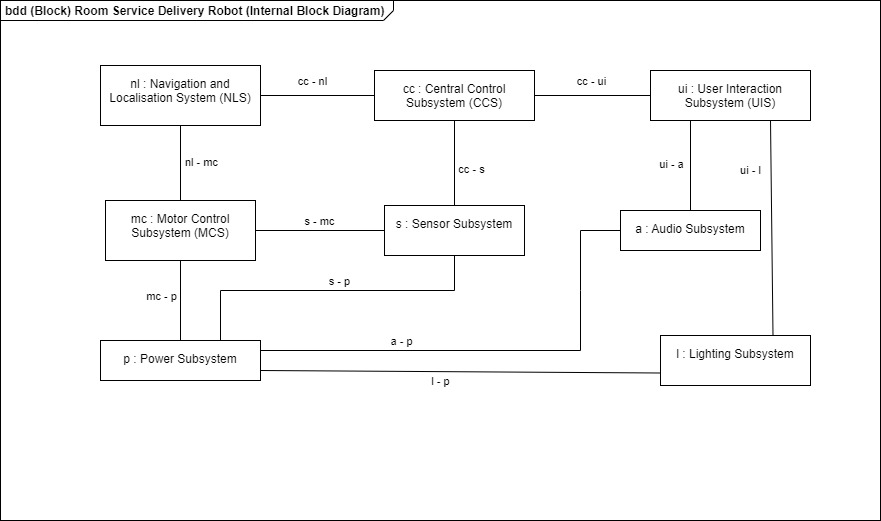 bdd (Block) Room Service Delivery Robot (Internal Block Diagram)
nl : Navigation and
Localisation System (NLS)
cc - nl
cc : Central Control
Subsystem (CCS)
cc - ui
ui : User Interaction
Subsystem (UIS)
nl - mc
cc - s
ui - a
ui - l
mc : Motor Control
Subsystem (MCS)
s - mc
s : Sensor Subsystem
a : Audio Subsystem
mc - p
s - p
p : Power Subsystem
a - p
l : Lighting Subsystem
l - p